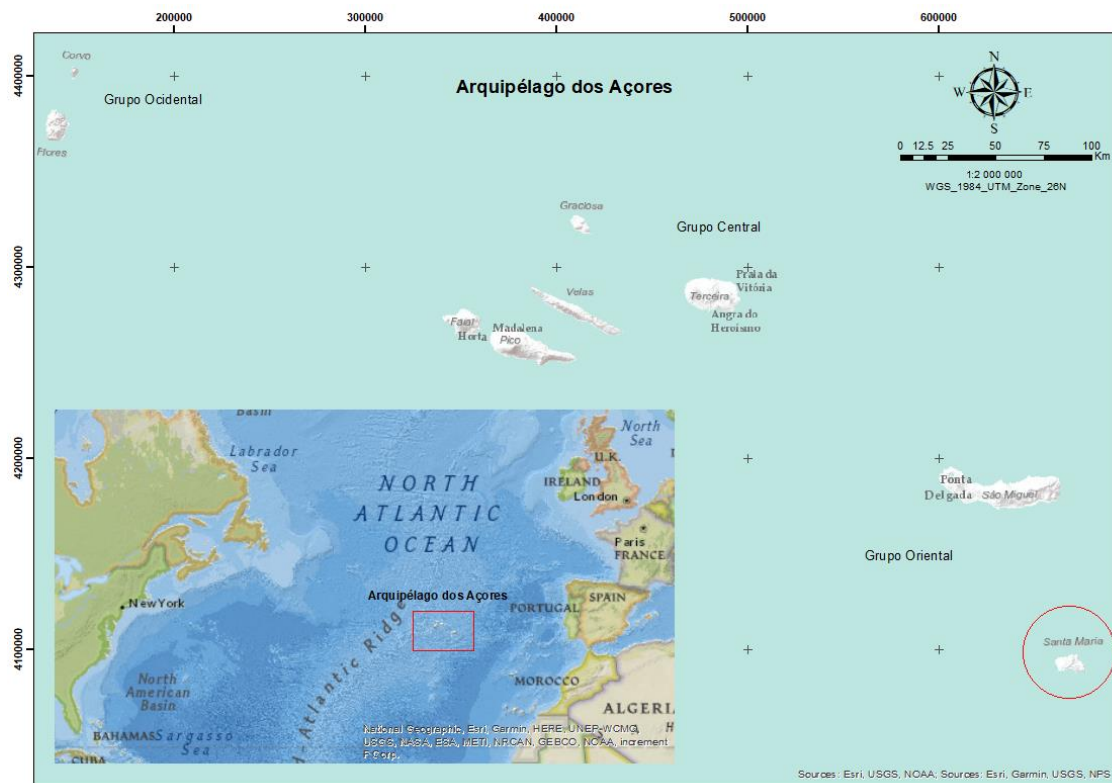 200000 300000 400000 500000 600000
4400000
4300000
4200000
4100000
Corvo
Grupo Ocidental
Flores
Arquipélago dos Açores
N
W E
S
0 12.5 25 50 75 100
Km
1:2 000 000
WGS_1984_UTM_Zone_26N
Graciosa
Grupo Central
Velas
Terceira
Praia da
Vitória
Angra do
Heroísmo
Faial
Horta
Madalena
Pico
Ponta
Delgada
São Miguel
Grupo Oriental
Santa Maria
Basin
Labrador
Sea
NORTH
ATLANTIC
OCEAN
North
Sea
U.K.
IRELAND
London
Paris
FRANCE
New York
Arquipélago dos Açores
PORTUGAL
SPAIN
d-Atlantic Ridge
North
American
Basin
MOROCCO
ALGERI
BAHAMAS
Sargasso
Sea
CUBA
National Geographic, Esri, Garmin, HERE, UNEP-WCMC,
USGS, NASA, ESA, METI, NRCAN, GEBCO, NOAA, increment
P Corp.
Sources: Esri, USGS, NOAA; Sources: Esri, Garmin, USGS, NPS